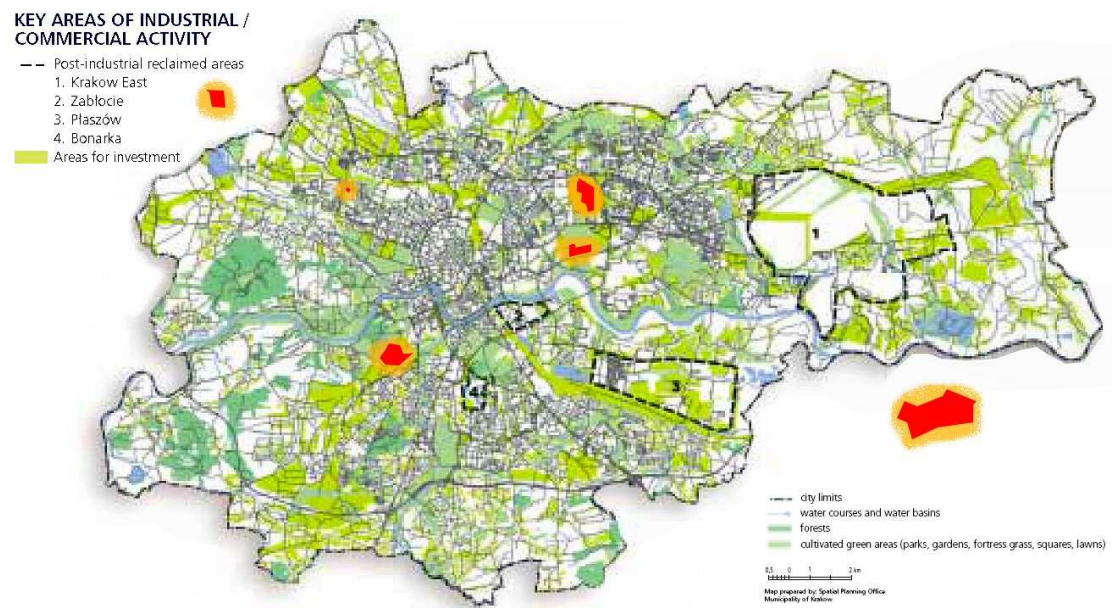 KEY AREAS OF INDUSTRIAL /
COMMERCIAL ACTIVITY
Post-industrial reclaimed areas
1. Krakow East
2. Zabłocie
3. Płaszów
4. Bonarka
Areas for investment
1
2
3
4
city limits
water courses and water basins
forests
cultivated green areas (parks, gardens, fortress grass, squares, lawns)
0,5 0 1 2 km
Map prepared by: Spatial Planning Office
Municipality of Krakow